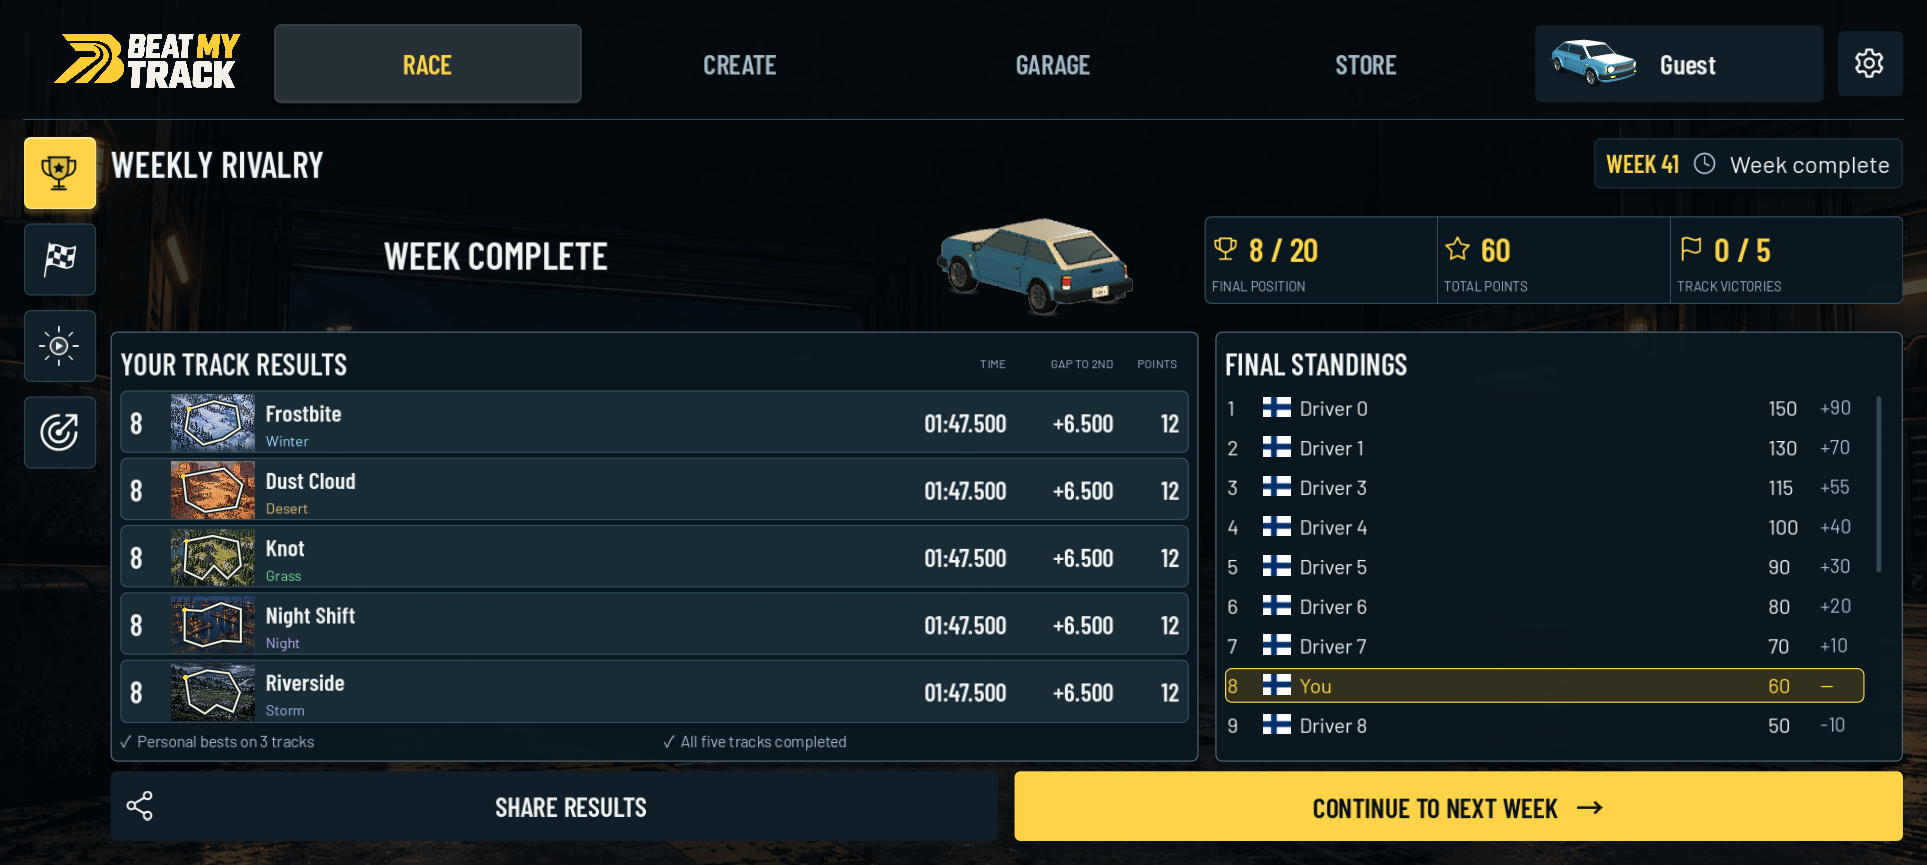 BEAT MY
TRACK
RACE
CREATE
GARAGE
STORE
Guest
WEEKLY RIVALRY
WEEK 41
Week complete
WEEK COMPLETE
8 / 20
FINAL POSITION
60
TOTAL POINTS
0 / 5
TRACK VICTORIES
YOUR TRACK RESULTS
TIME GAP TO 2ND POINTS
8 Frostbite 01:47.500 +6.500 12
Winter
8 Dust Cloud 01:47.500 +6.500 12
Desert
8 Knot 01:47.500 +6.500 12
Grass
8 Night Shift 01:47.500 +6.500 12
Night
8 Riverside 01:47.500 +6.500 12
Storm
✓ Personal bests on 3 tracks
✓ All five tracks completed
FINAL STANDINGS
1 Driver 0 150 +90
2 Driver 1 130 +70
3 Driver 3 115 +55
4 Driver 4 100 +40
5 Driver 5 90 +30
6 Driver 6 80 +20
7 Driver 7 70 +10
8 You 60 –
9 Driver 8 50 -10
SHARE RESULTS
CONTINUE TO NEXT WEEK →